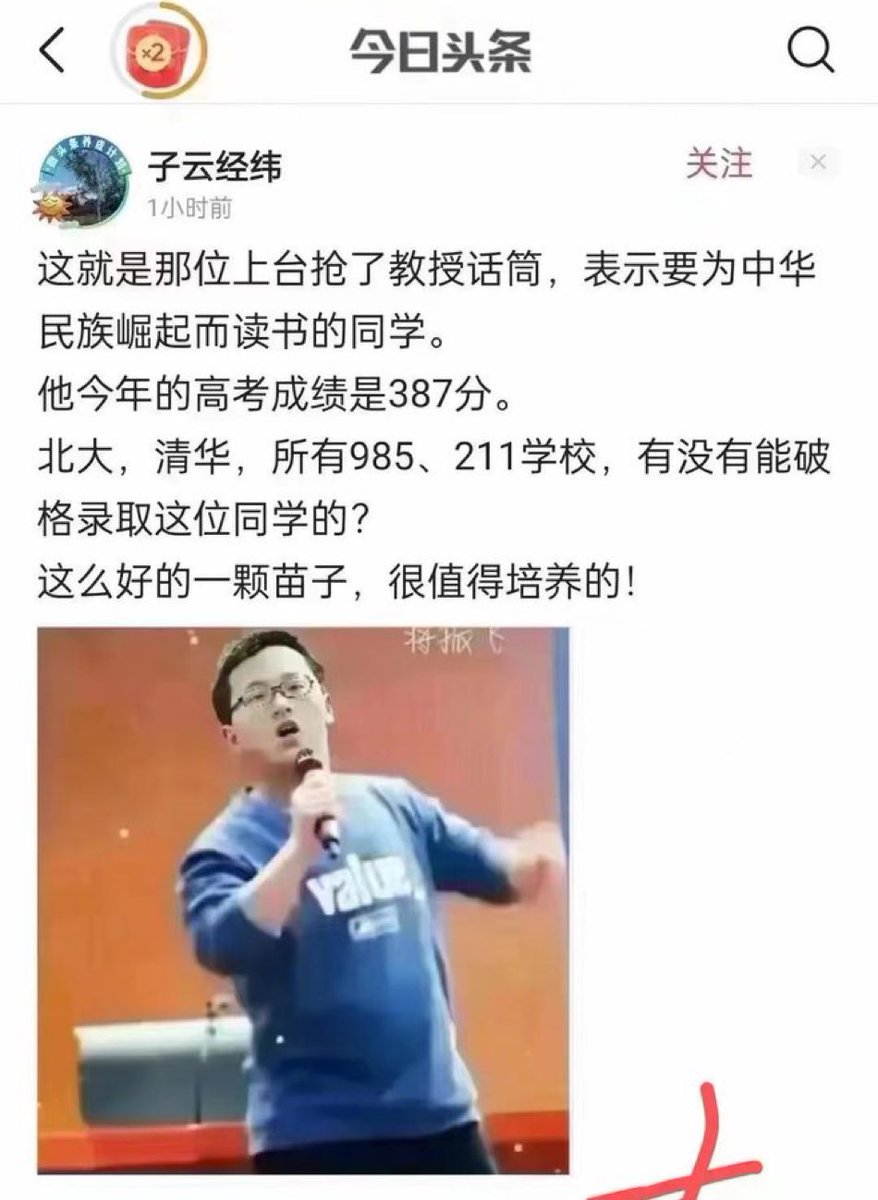 ×2
今日头条
子云经纬
关注
1小时前
这就是那位上台抢了教授话筒，表示要为中华
民族崛起而读书的同学。
他今年的高考成绩是387分。
北大，清华，所有985、211学校，有没有能破
格录取这位同学的？
这么好的一颗苗子，很值得培养的！
value